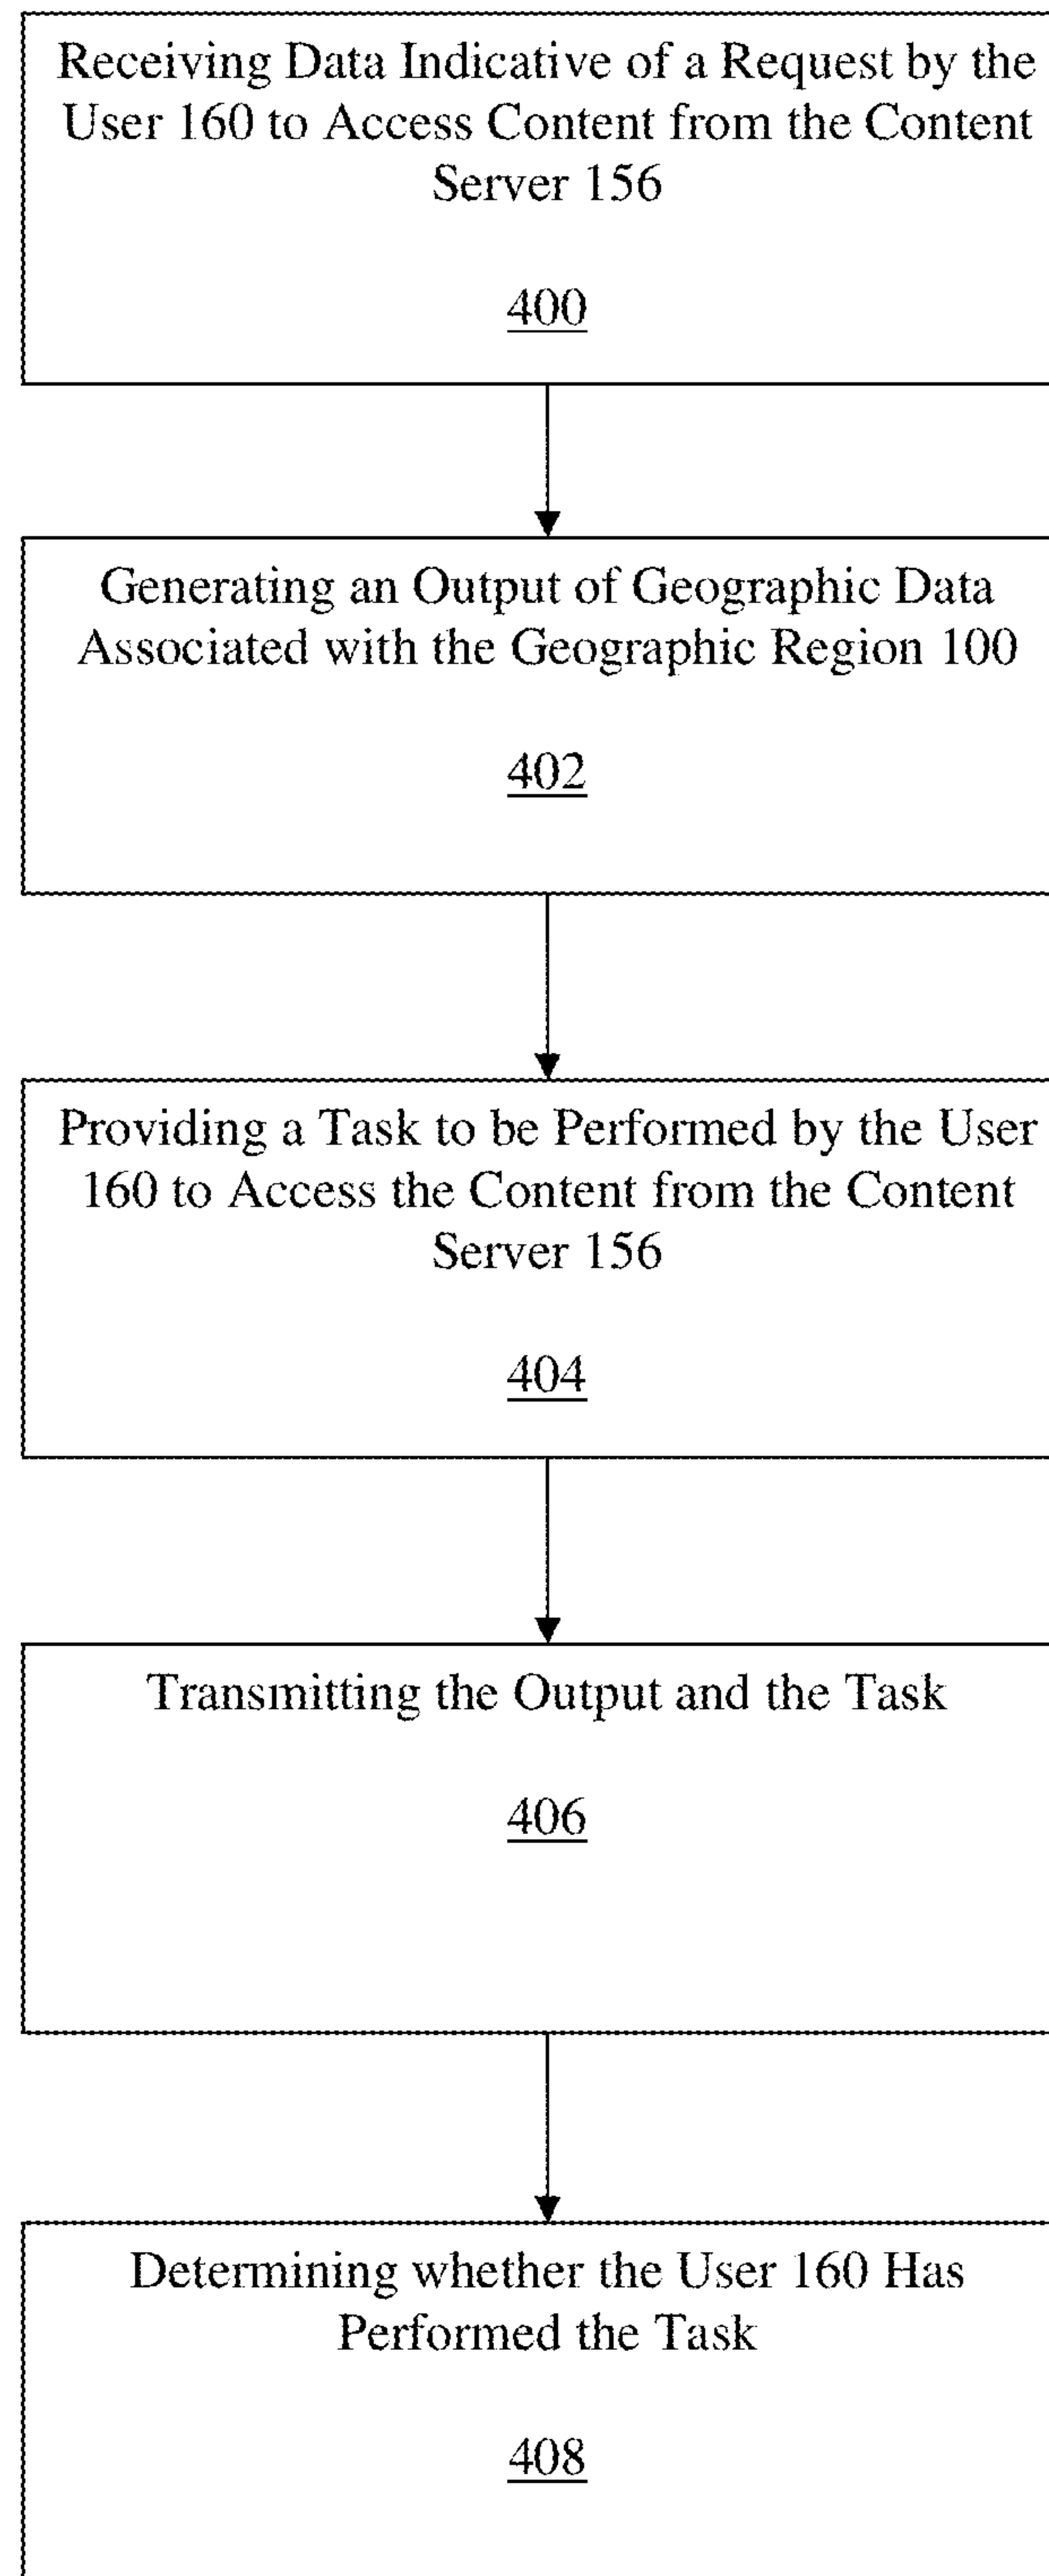 Receiving Data Indicative of a Request by the
User 160 to Access Content from the Content
Server 156
400
Generating an Output of Geographic Data
Associated with the Geographic Region 100
402
Providing a Task to be Performed by the User
160 to Access the Content from the Content
Server 156
404
Transmitting the Output and the Task
406
Determining whether the User 160 Has
Performed the Task
408